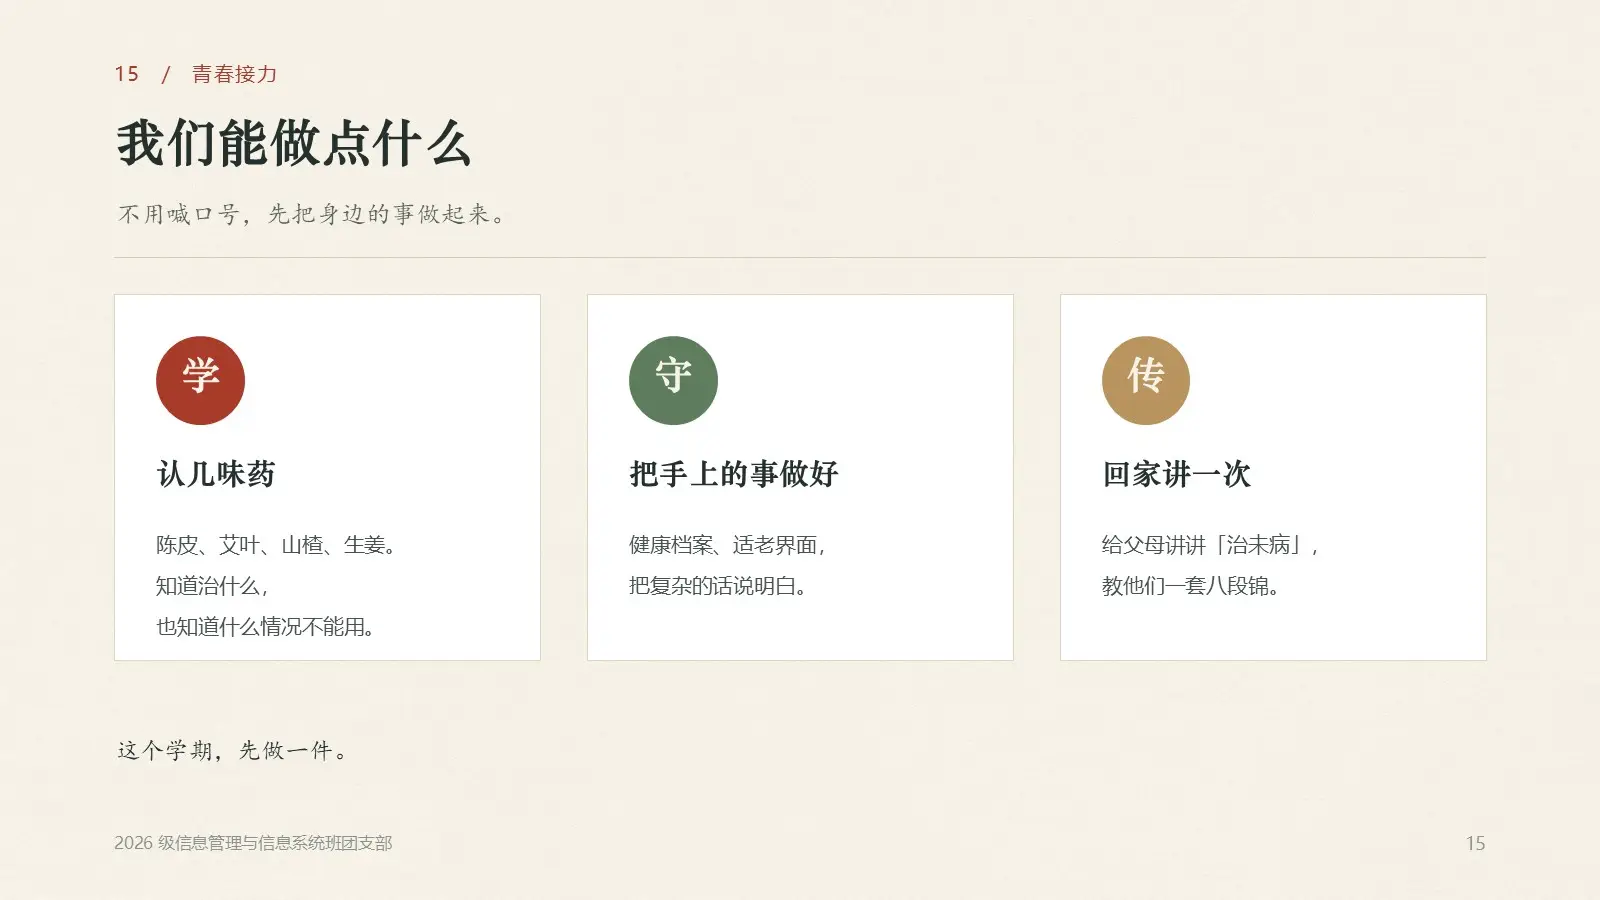 15 / 青春接力
我们能做点什么
不用喊口号，先把身边的事做起来。
学
认几味药
陈皮、艾叶、山楂、生姜。
知道治什么，
也知道什么情况不能用。
守
把手上的事做好
健康档案、适老界面，
把复杂的话说明白。
传
回家讲一次
给父母讲讲「治未病」，
教他们一套八段锦。
这个学期，先做一件。
2026 级信息管理与信息系统班团支部
15